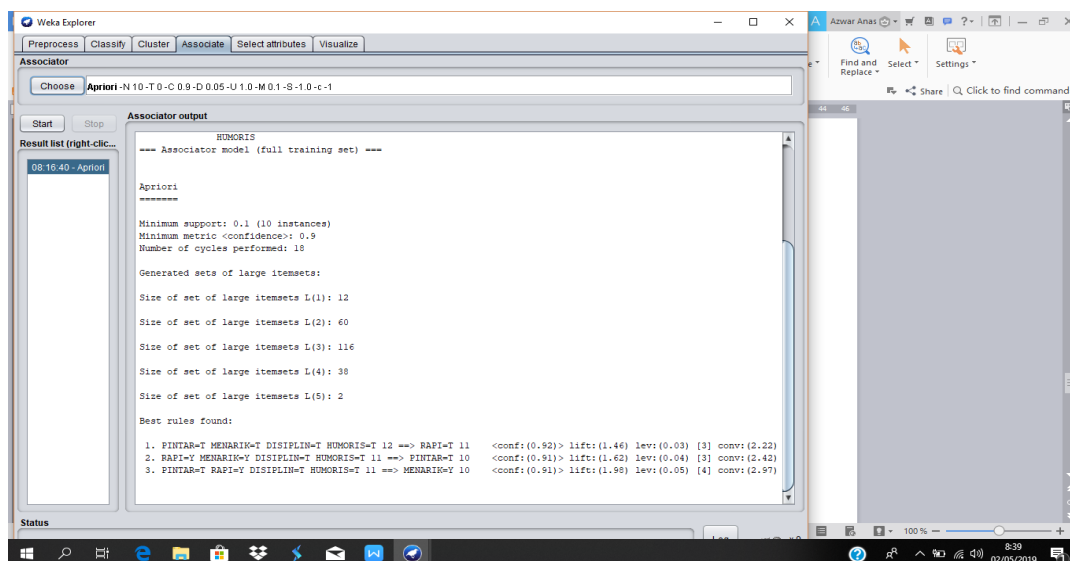 Weka Explorer
Azwar Anas
Preprocess Classify Cluster Associate Select attributes Visualize
Associator
Choose Apriori -N 10 -T 0 -C 0.9 -D 0.05 -U 1.0 -M 0.1 -S -1.0 -c -1
Find and Replace Select Settings
Share Click to find command
44 46
Start Stop
Associator output
Result list (right-clic...
08:16:40 - Apriori
HUMORIS
=== Associator model (full training set) ===
Apriori
=======
Minimum support: 0.1 (10 instances)
Minimum metric <confidence>: 0.9
Number of cycles performed: 18
Generated sets of large itemsets:
Size of set of large itemsets L(1): 12
Size of set of large itemsets L(2): 60
Size of set of large itemsets L(3): 116
Size of set of large itemsets L(4): 38
Size of set of large itemsets L(5): 2
Best rules found:
1. PINTAR=T MENARIK=T DISIPLIN=T HUMORIS=T 12 ==> RAPI=T 11 <conf:(0.92)> lift:(1.46) lev:(0.03) [3] conv:(2.22)
2. RAPI=Y MENARIK=Y DISIPLIN=T HUMORIS=T 11 ==> PINTAR=T 10 <conf:(0.91)> lift:(1.62) lev:(0.04) [3] conv:(2.42)
3. PINTAR=T RAPI=Y DISIPLIN=T HUMORIS=T 11 ==> MENARIK=Y 10 <conf:(0.91)> lift:(1.98) lev:(0.05) [4] conv:(2.97)
Status
100 %
8:39
02/05/2019